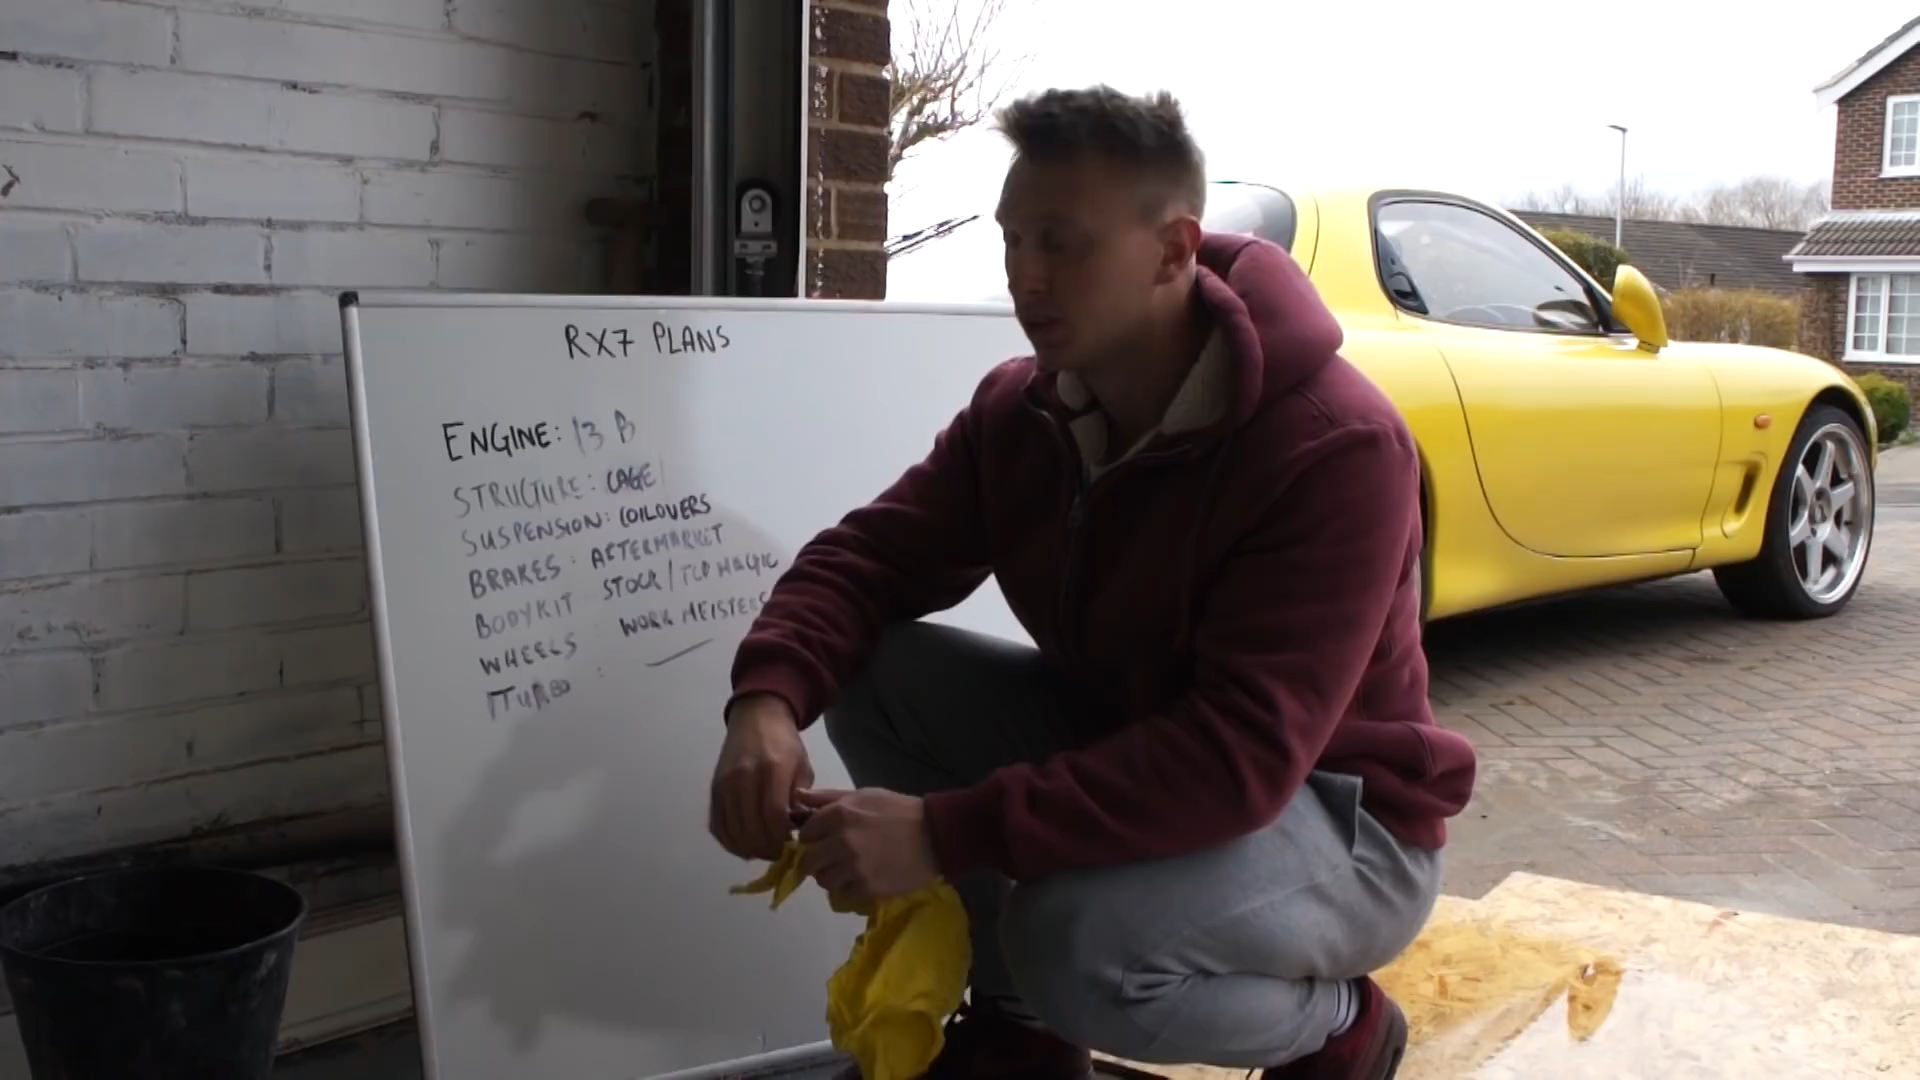 RX7 PLANS
ENGINE: 13 B
STRUCTURE: CAGE
SUSPENSION: COILOVERS
BRAKES: AFTERMARKET
BODYKIT STOCK/TCP MAGIC
WHEELS: WORK MEISTERS
TURBO: